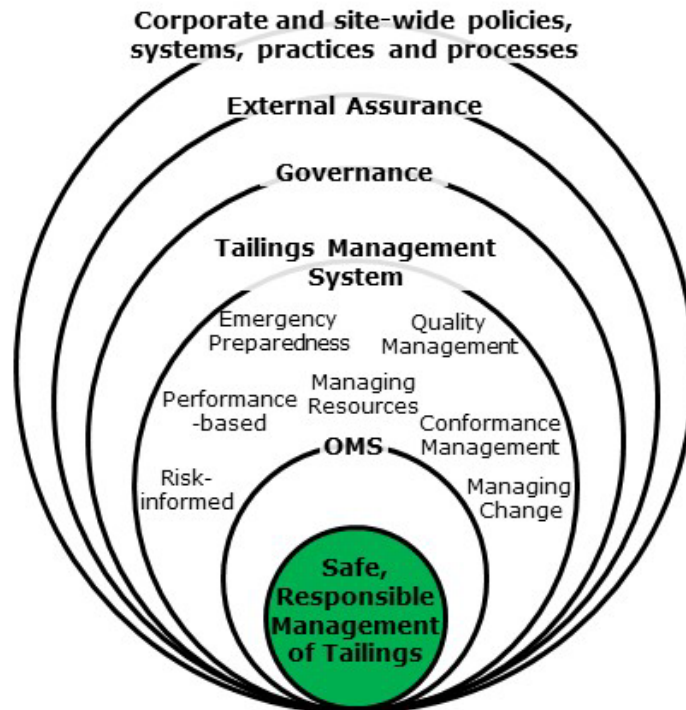 Corporate and site-wide policies,
systems, practices and processes
External Assurance
Governance
Tailings Management
System
Emergency
Preparedness
Quality
Management
Managing
Resources
Performance
-based
Conformance
Management
OMS
Risk-
informed
Managing
Change
Safe,
Responsible
Management
of Tailings